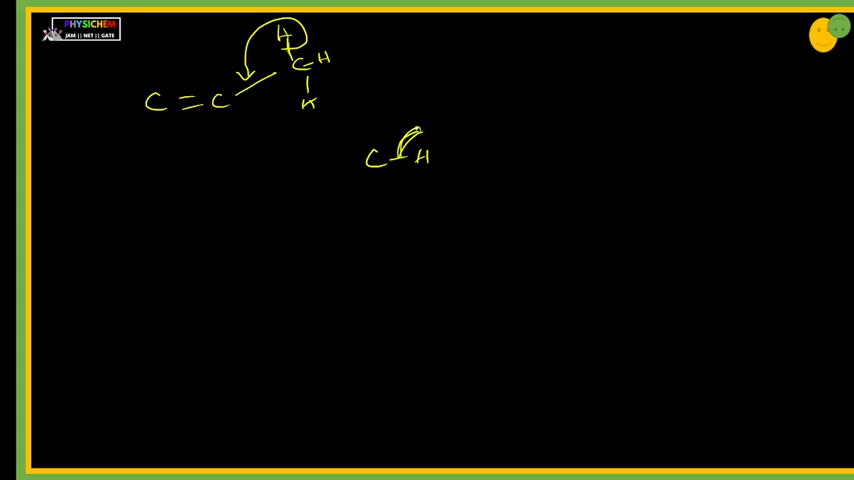 PHYSICHEM
JAM || NET || GATE
H
C-H
C = C
H
C-H